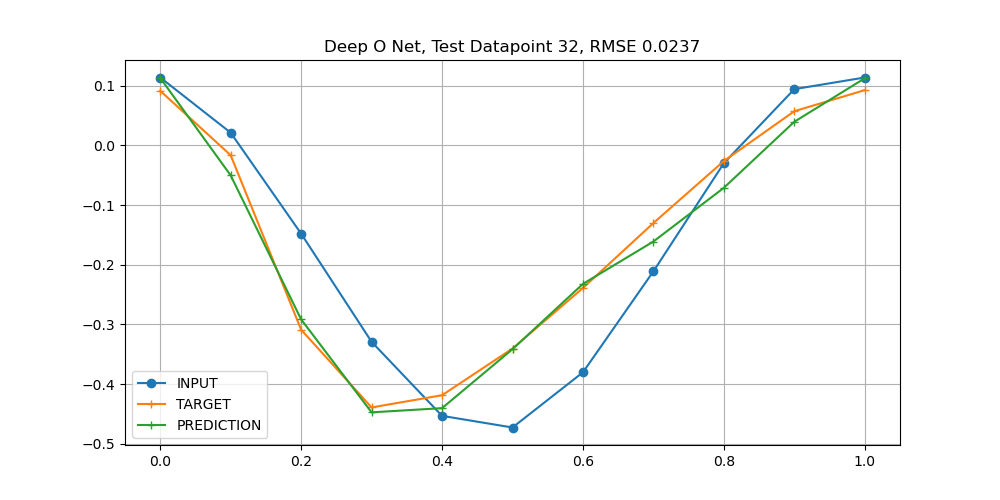 Deep O Net, Test Datapoint 32, RMSE 0.0237
0.1
0.0
−0.1
−0.2
−0.3
−0.4
−0.5
INPUT
TARGET
PREDICTION
0.0 0.2 0.4 0.6 0.8 1.0